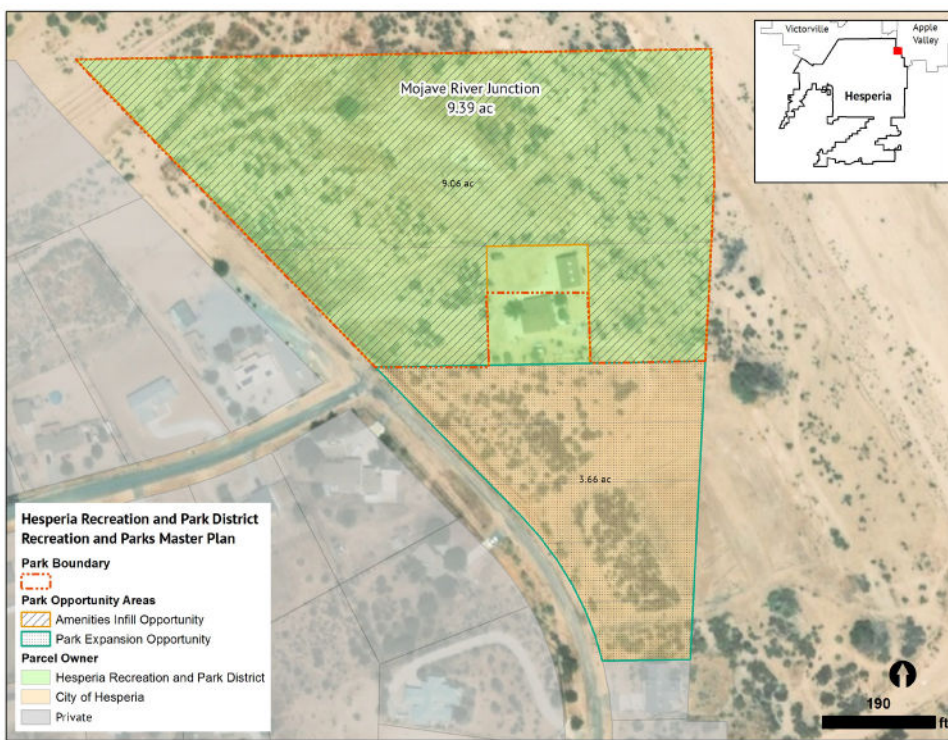 Mojave River Junction
9.39 ac
9.06 ac
3.66 ac
Victorville
Apple
Valley
Hesperia
Hesperia Recreation and Park District
Recreation and Parks Master Plan
Park Boundary
Park Opportunity Areas
Amenities Infill Opportunity
Park Expansion Opportunity
Parcel Owner
Hesperia Recreation and Park District
City of Hesperia
Private
190
ft